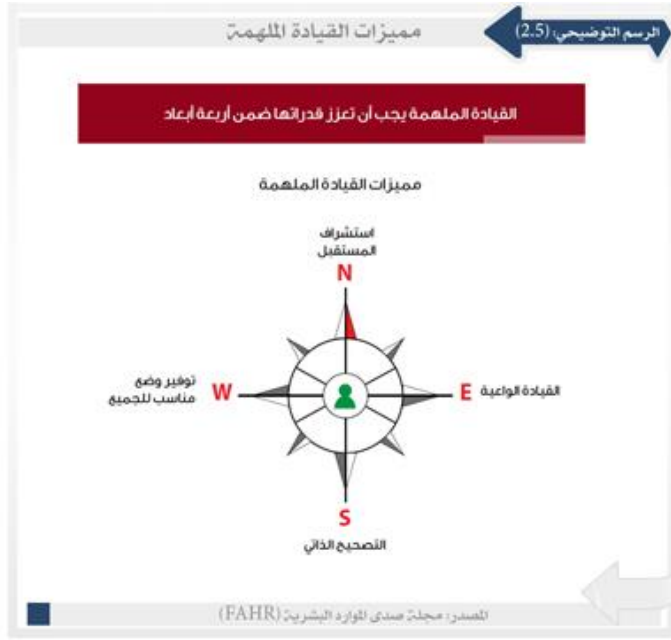 الرسم التوضيحي: (2.5)
مميزات القيادة الملهمة
القيادة الملهمة يجب أن تعزز قدراتها ضمن أربعة أبعاد
مميزات القيادة الملهمة
استشراف
المستقبل
N
توفير وضع
مناسب للجميع
W
E
القيادة الواعية
S
التصحيح الذاتي
المصدر: مجلة صدى الموارد البشرية (FAHR)